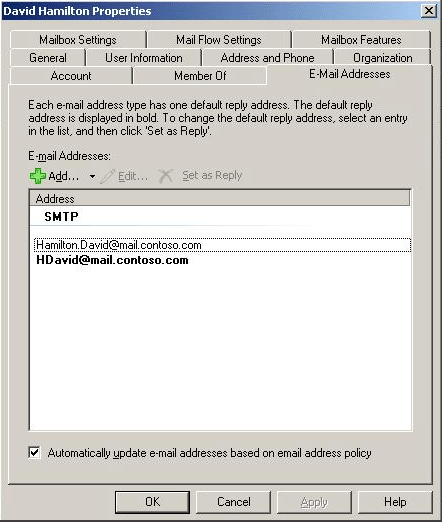 David Hamilton Properties
Mailbox Settings Mail Flow Settings Mailbox Features
General User Information Address and Phone Organization
Account Member Of E-Mail Addresses
Each e-mail address type has one default reply address. The default reply
address is displayed in bold. To change the default reply address, select an entry
in the list, and then click 'Set as Reply'.
E-mail Addresses:
Add... Edit... Set as Reply
Address
SMTP
Hamilton.David@mail.contoso.com
HDavid@mail.contoso.com
Automatically update e-mail addresses based on email address policy
OK Cancel Apply Help